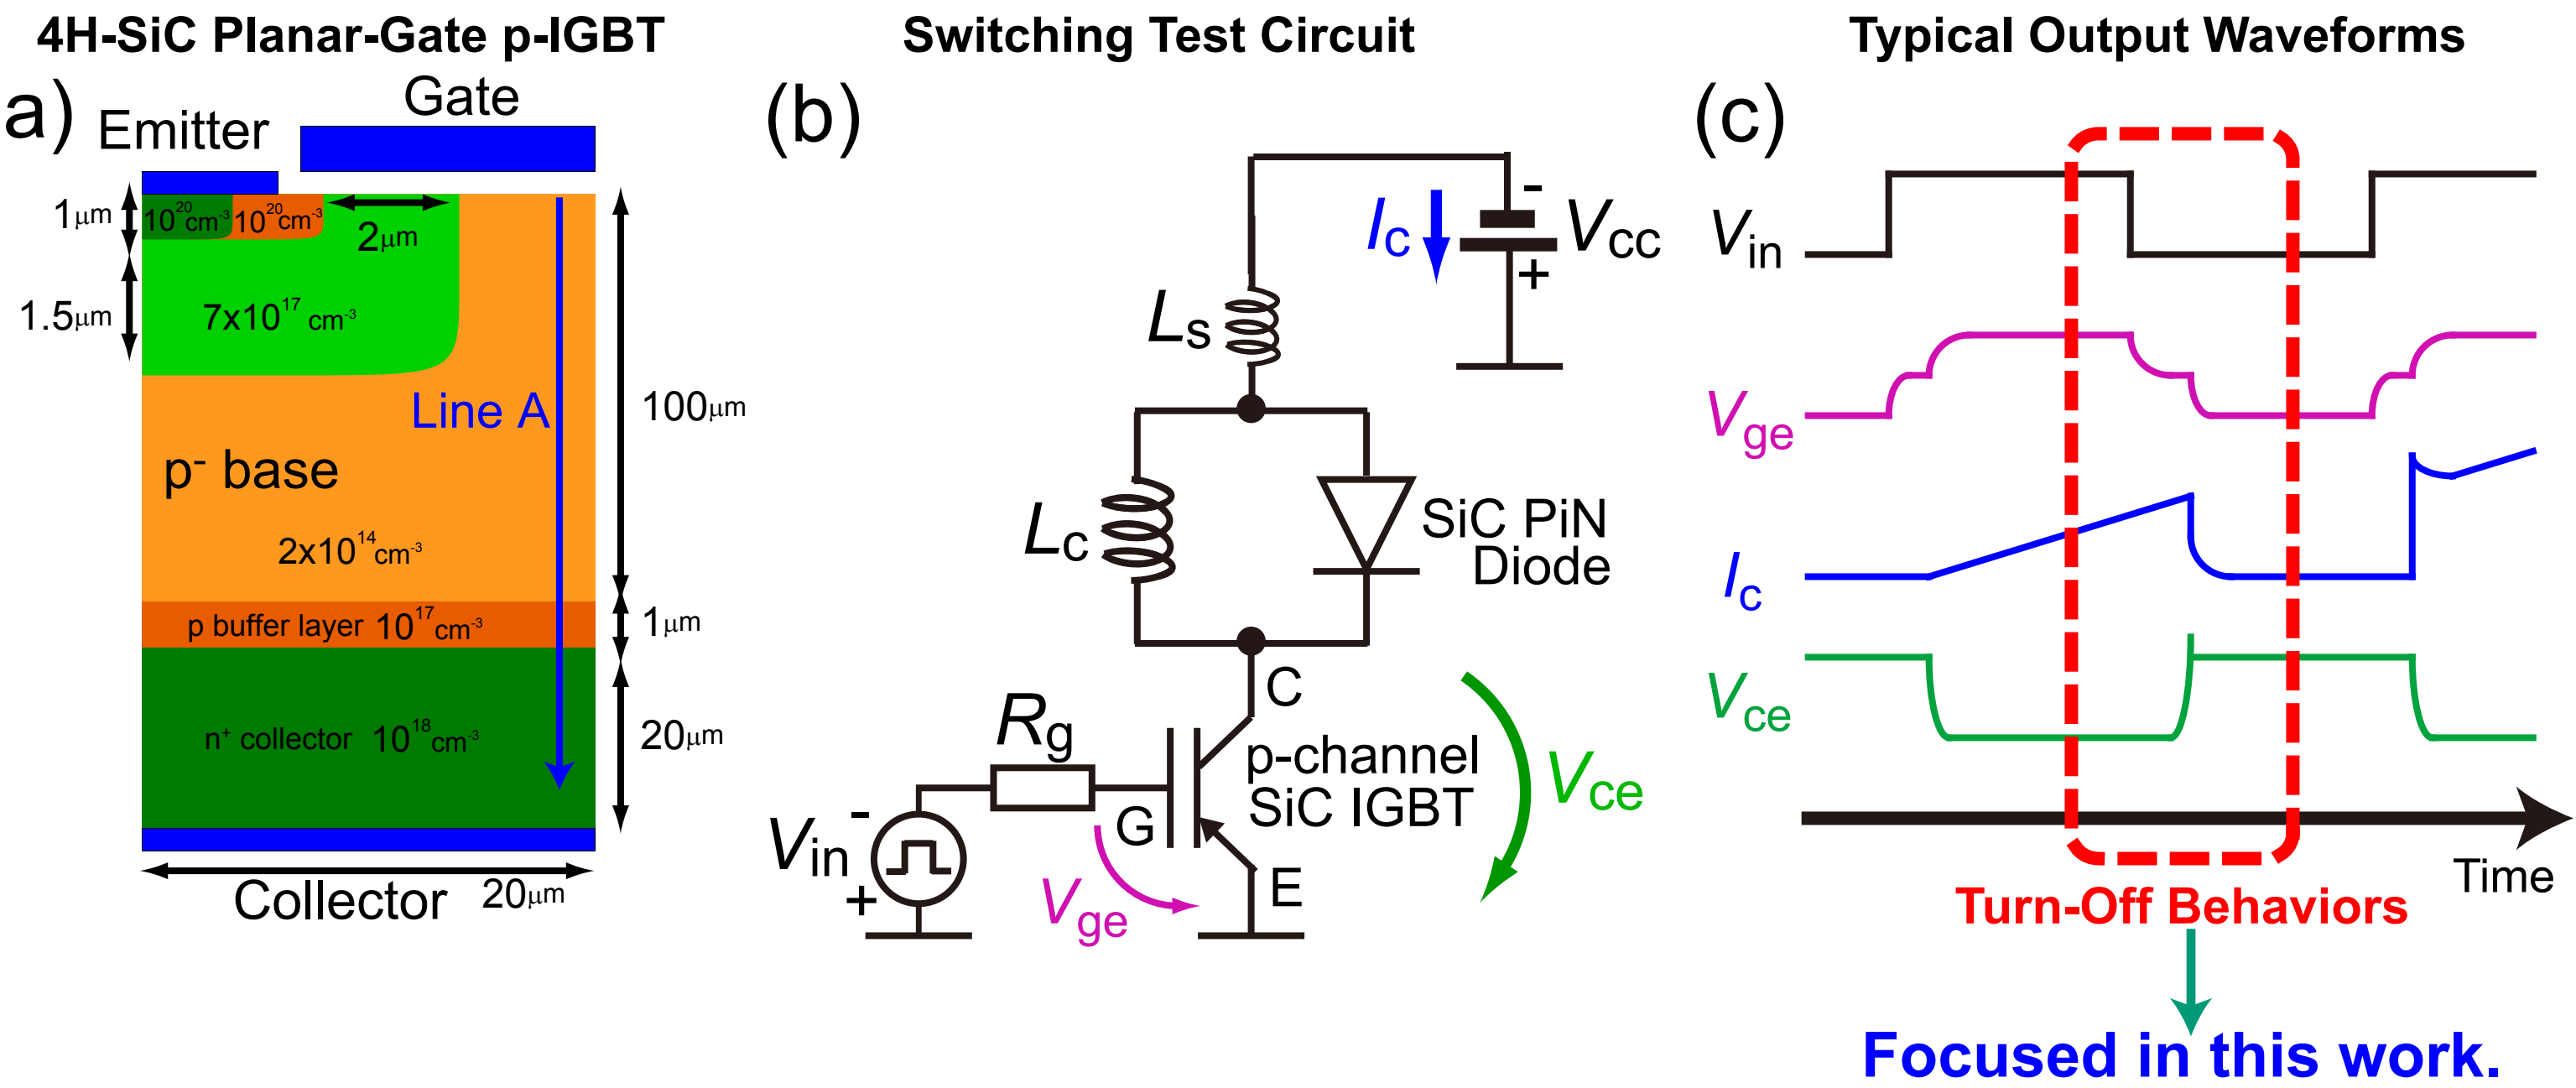 4H-SiC Planar-Gate p-IGBT
a)
Emitter
Gate
1μm
10²⁰cm⁻³
10²⁰cm⁻³
2μm
1.5μm
7x10¹⁷ cm⁻³
Line A
100μm
p⁻ base
2x10¹⁴cm⁻³
p buffer layer 10¹⁷cm⁻³
1μm
n⁺ collector 10¹⁸cm⁻³
20μm
Collector
20μm
Switching Test Circuit
(b)
Ic
-
+
Vcc
Ls
Lc
SiC PiN
Diode
C
Rg
p-channel
SiC IGBT
Vce
G
-
Vin
+
Vge
E
Typical Output Waveforms
(c)
Vin
Vge
Ic
Vce
Time
Turn-Off Behaviors
Focused in this work.